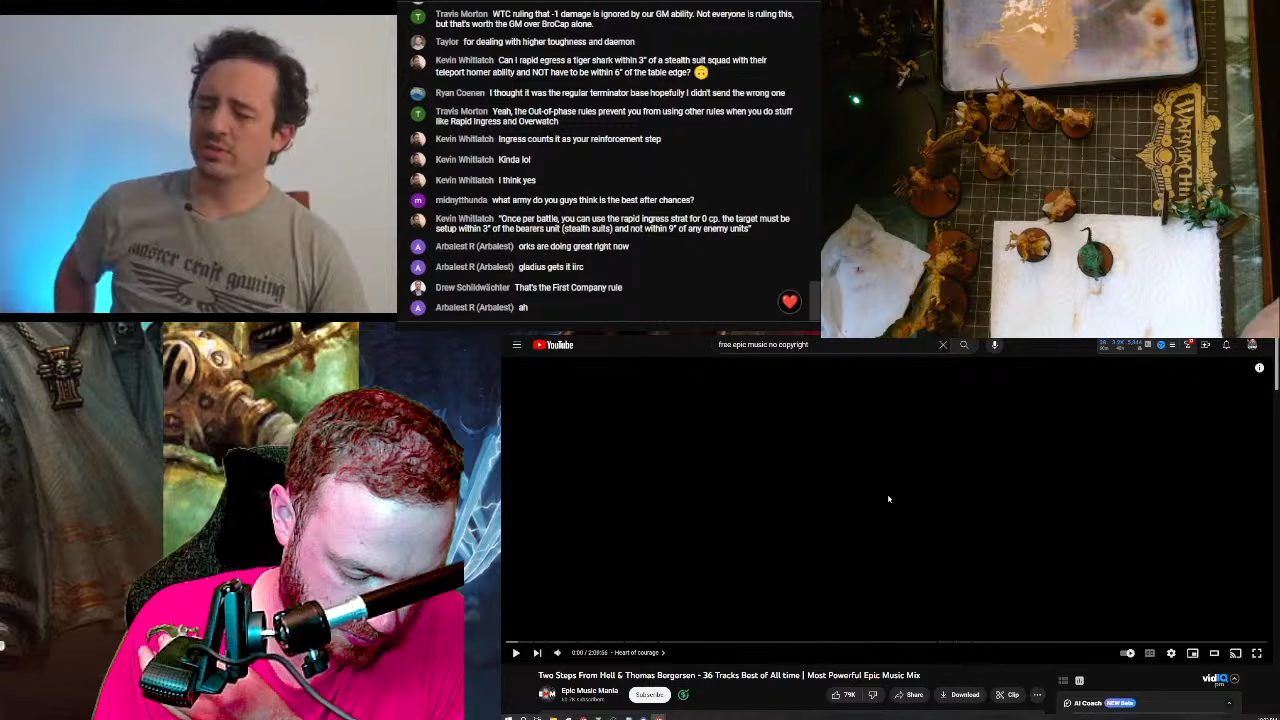 master craft gaming
Travis Morton WTC ruling that -1 damage is ignored by our GM ability. Not everyone is ruling this,
but that's worth the GM over BroCap alone.
Taylor for dealing with higher toughness and daemon
Kevin Whitlatch Can I rapid egress a tiger shark within 3" of a stealth suit squad with their
teleport homer ability and NOT have to be within 6" of the table edge? 🙃
Ryan Coenen I thought it was the regular terminator base hopefully I didn't send the wrong one
Travis Morton Yeah, the Out-of-phase rules prevent you from using other rules when you do stuff
like Rapid Ingress and Overwatch
Kevin Whitlatch Ingress counts it as your reinforcement step
Kevin Whitlatch Kinda lol
Kevin Whitlatch I think yes
midnytthunda what army do you guys think is the best after chances?
Kevin Whitlatch "Once per battle, you can use the rapid ingress strat for 0 cp. the target must be
setup within 3" of the bearers unit (stealth suits) and not within 9" of any enemy units"
Arbalest R (Arbalest) orks are doing great right now
Arbalest R (Arbalest) gladius gets it iirc
Drew Schildwächter That's the First Company rule
Arbalest R (Arbalest) ah
YouTube
free epic music no copyright
0:00 / 2:09:56 • Heart of courage
Two Steps From Hell & Thomas Bergersen - 36 Tracks Best of All time | Most Powerful Epic Music Mix
Epic Music Mania
Subscribe
79K
Share
Download
Clip
vidIQ
pro
AI Coach NEW Beta